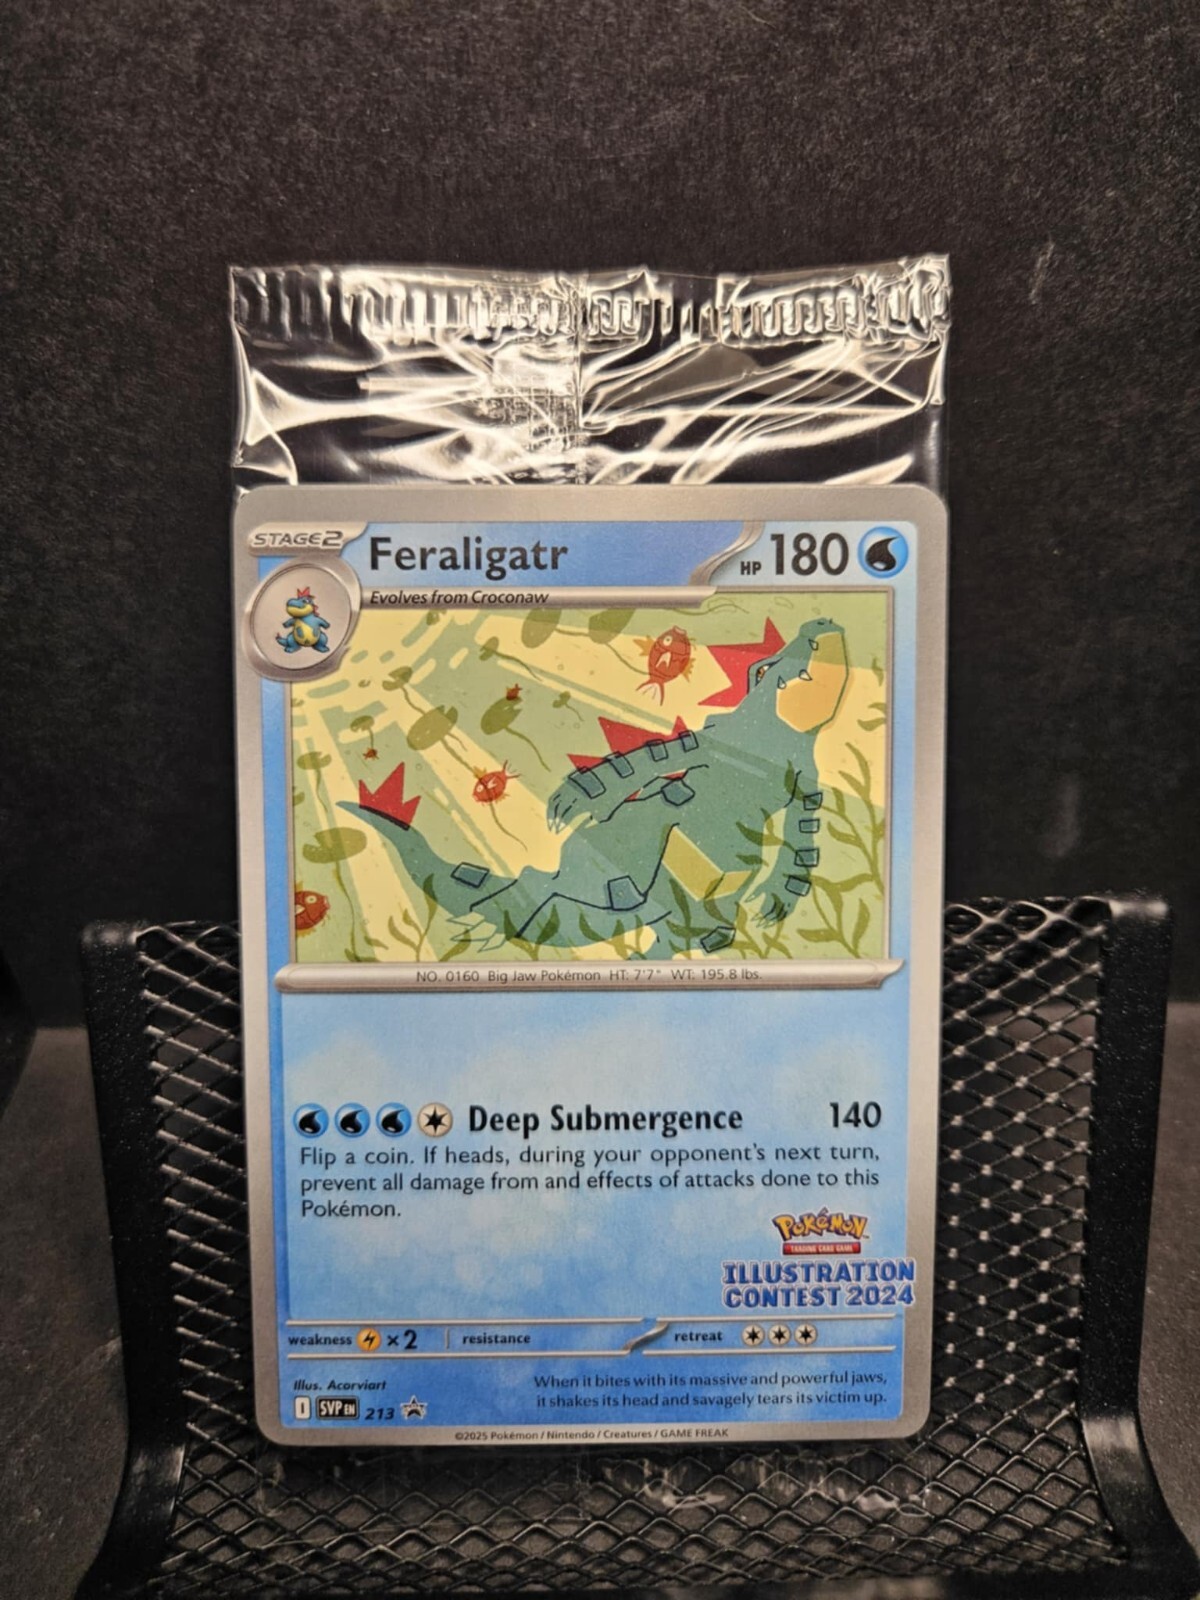 STAGE2
Feraligatr
HP 180
Evolves from Croconaw
NO. 0160 Big Jaw Pokémon HT: 7'7" WT: 195.8 lbs.
Deep Submergence 140
Flip a coin. If heads, during your opponent's next turn,
prevent all damage from and effects of attacks done to this
Pokémon.
POKÉMON
TRADING CARD GAME
ILLUSTRATION
CONTEST 2024
weakness ×2 resistance retreat
Illus. Acorviart
When it bites with its massive and powerful jaws,
it shakes its head and savagely tears its victim up.
I SVP EN 213
©2025 Pokémon / Nintendo / Creatures / GAME FREAK